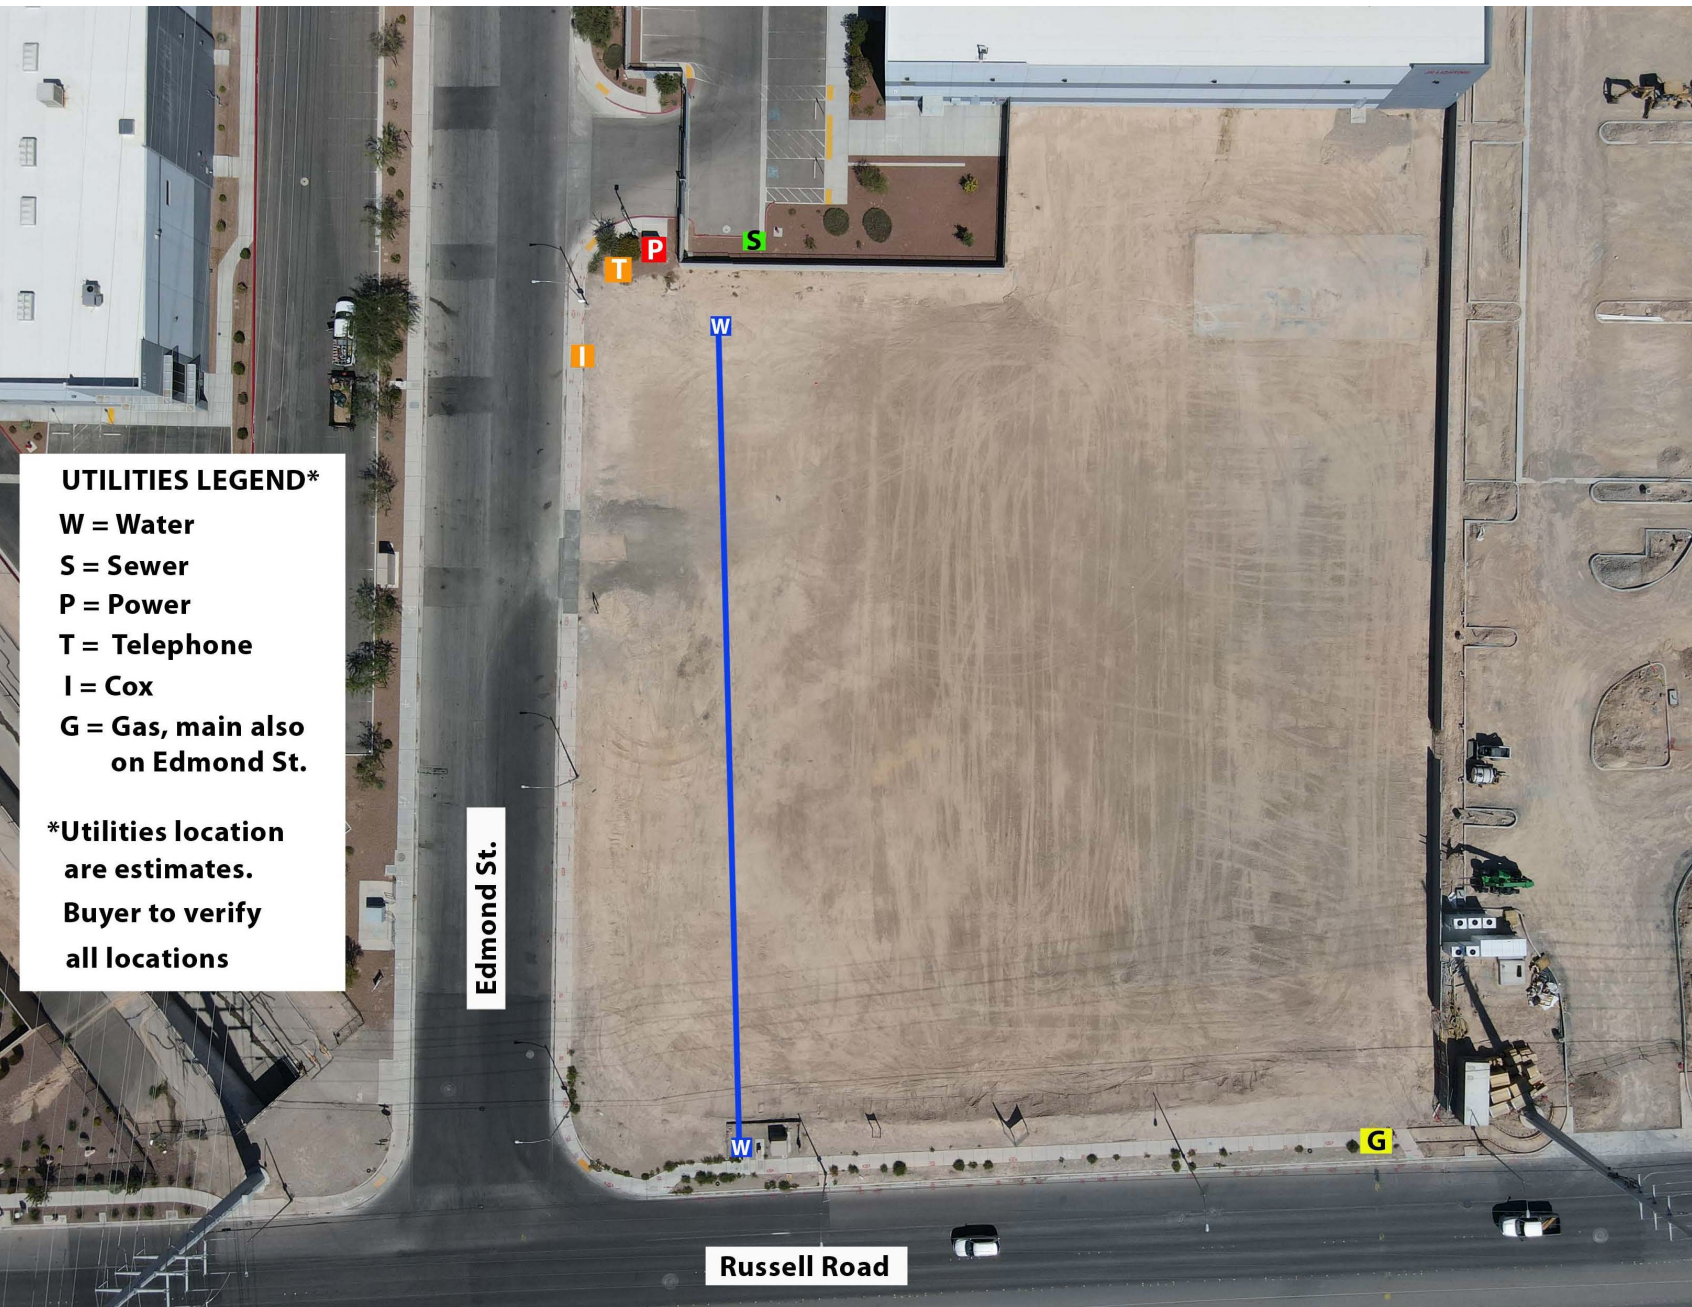 S
P
T
W
I
UTILITIES LEGEND*
W = Water
S = Sewer
P = Power
T = Telephone
I = Cox
G = Gas, main also
on Edmond St.
*Utilities location
are estimates.
Buyer to verify
all locations
Edmond St.
G
W
Russell Road